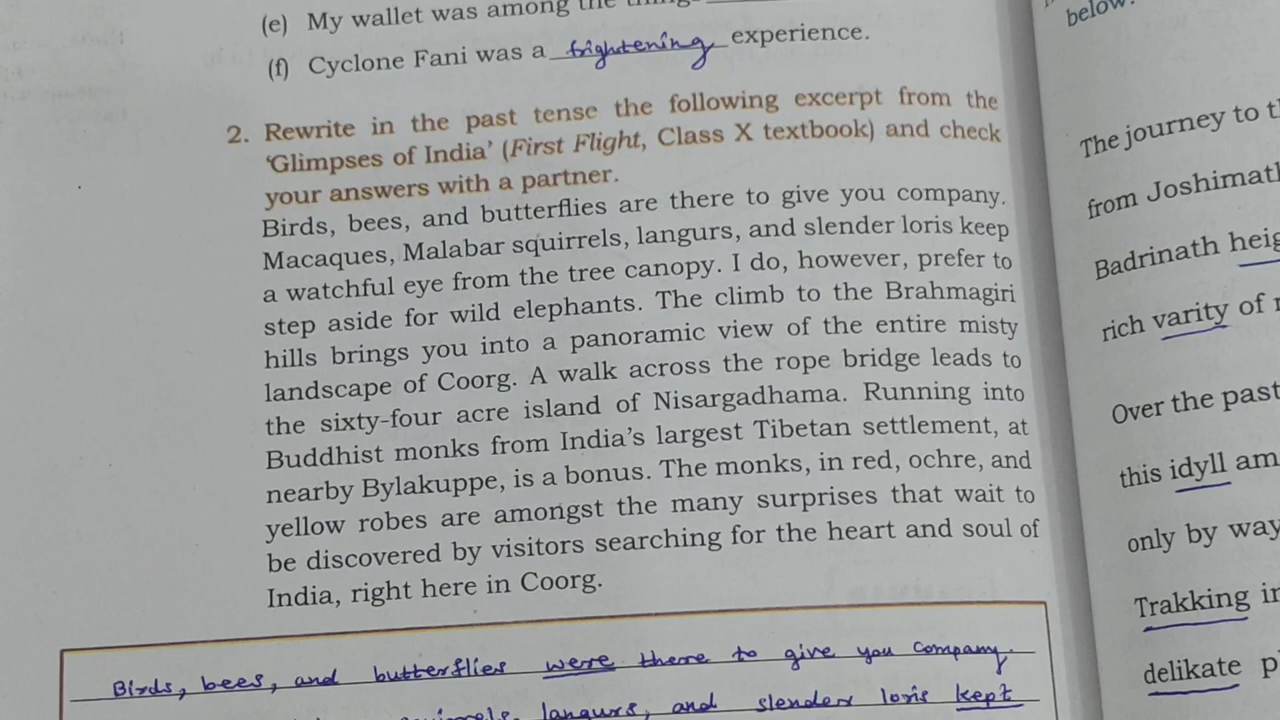 (e) My wallet was among the
(f) Cyclone Fani was a frightening experience.
2. Rewrite in the past tense the following excerpt from the
'Glimpses of India' (First Flight, Class X textbook) and check
your answers with a partner.
Birds, bees, and butterflies are there to give you company.
Macaques, Malabar squirrels, langurs, and slender loris keep
a watchful eye from the tree canopy. I do, however, prefer to
step aside for wild elephants. The climb to the Brahmagiri
hills brings you into a panoramic view of the entire misty
landscape of Coorg. A walk across the rope bridge leads to
the sixty-four acre island of Nisargadhama. Running into
Buddhist monks from India's largest Tibetan settlement, at
nearby Bylakuppe, is a bonus. The monks, in red, ochre, and
yellow robes are amongst the many surprises that wait to
be discovered by visitors searching for the heart and soul of
India, right here in Coorg.
Birds, bees, and butterflies were there to give you company.
langurs, and slender loris kept
below.
The journey to
from
Badrinath
rich varity of
Over the past
this idyll am
only by way
Trakking
delikate